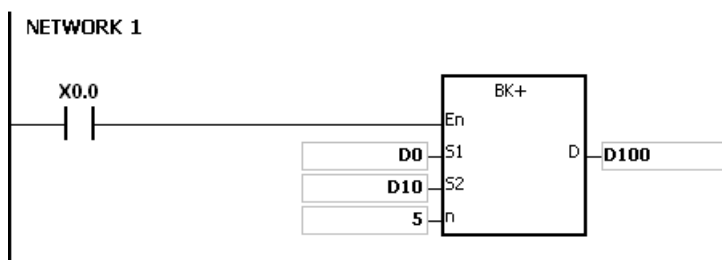 NETWORK 1
X0.0
BK+
En
D0 S1 D D100
D10 S2
5 n